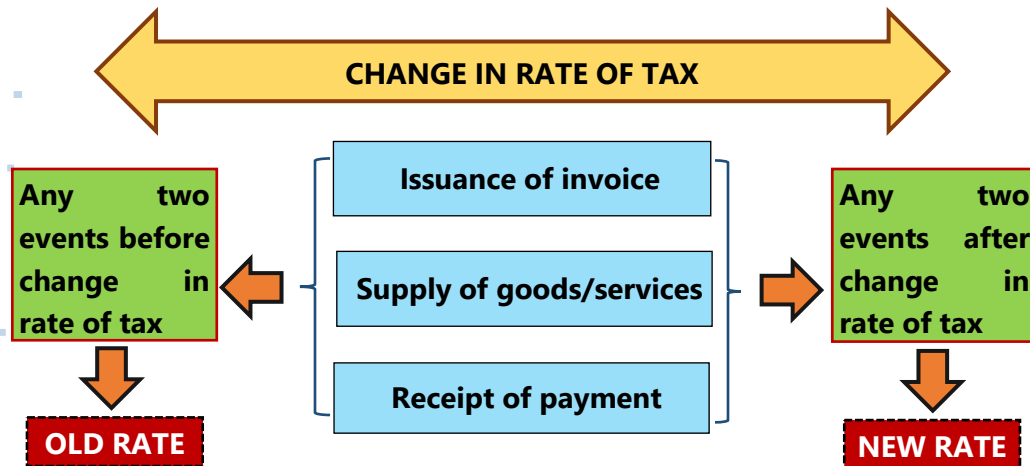 CHANGE IN RATE OF TAX
Any two
events before
change in
rate of tax
OLD RATE
Issuance of invoice
Supply of goods/services
Receipt of payment
Any two
events after
change in
rate of tax
NEW RATE